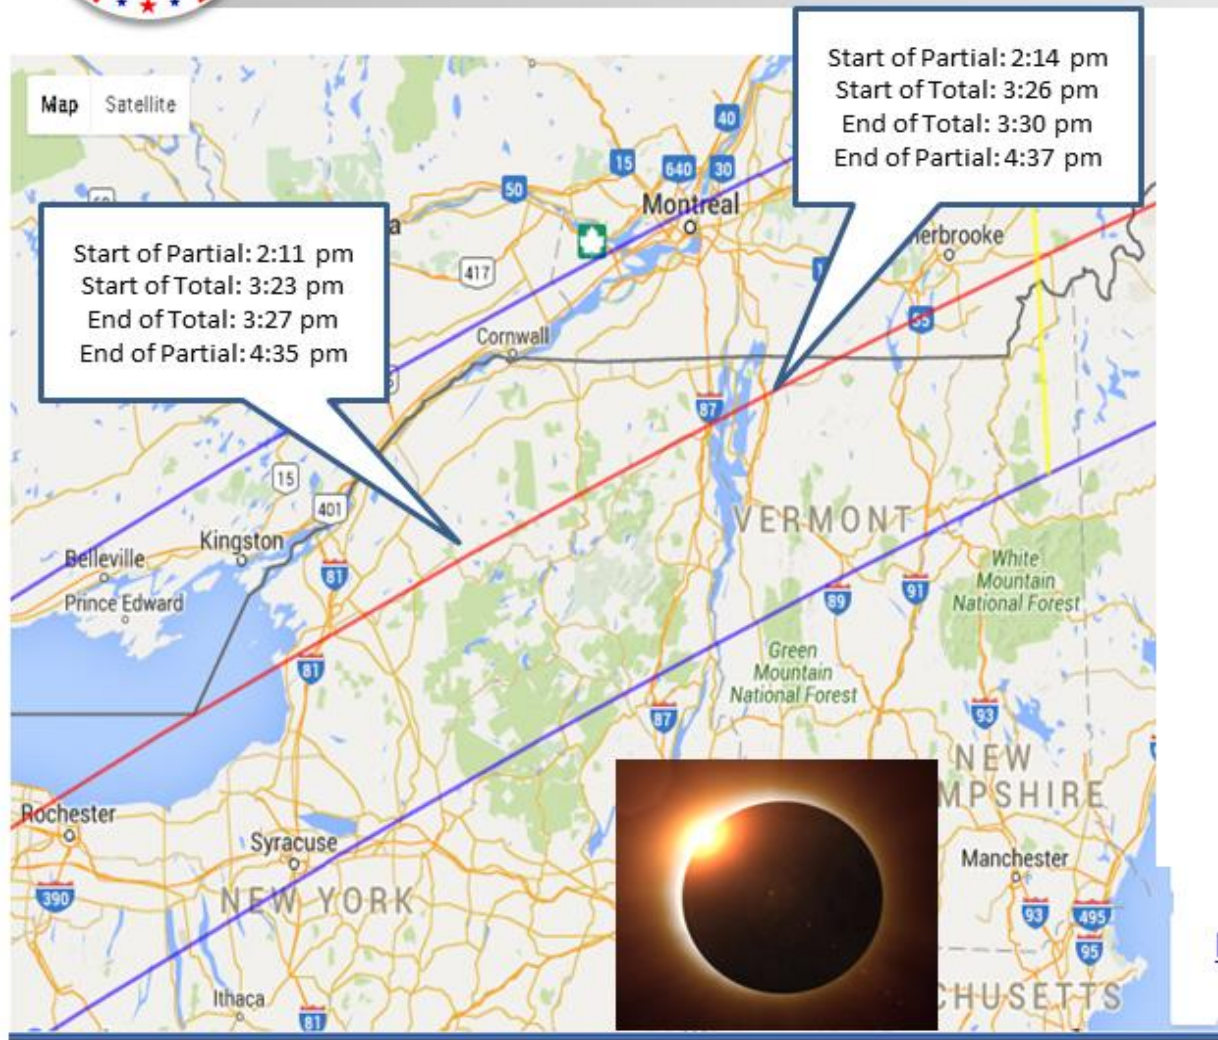 Start of Partial: 2:14 pm
Start of Total: 3:26 pm
End of Total: 3:30 pm
End of Partial: 4:37 pm
Map Satellite
40
15
640
30
50
Montreal
Start of Partial: 2:11 pm
Start of Total: 3:23 pm
End of Total: 3:27 pm
End of Partial: 4:35 pm
a
erbrooke
417
55
Cornwall
87
15
401
VERMONT
Kingston
Belleville
81
White
Mountain
National Forest
Prince Edward
89
91
Green
Mountain
National Forest
81
87
93
NEW
MPSHIRE
Rochester
Syracuse
Manchester
390
NEW YORK
93
495
95
Ithaca
CHUSETTS
81